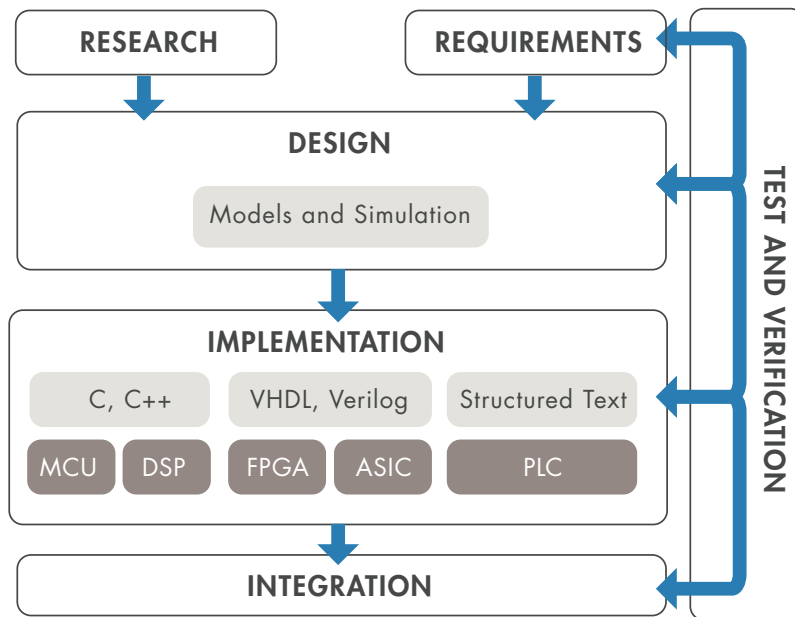 RESEARCH
REQUIREMENTS
DESIGN
Models and Simulation
IMPLEMENTATION
C, C++
VHDL, Verilog
Structured Text
MCU
DSP
FPGA
ASIC
PLC
INTEGRATION
TEST AND VERIFICATION